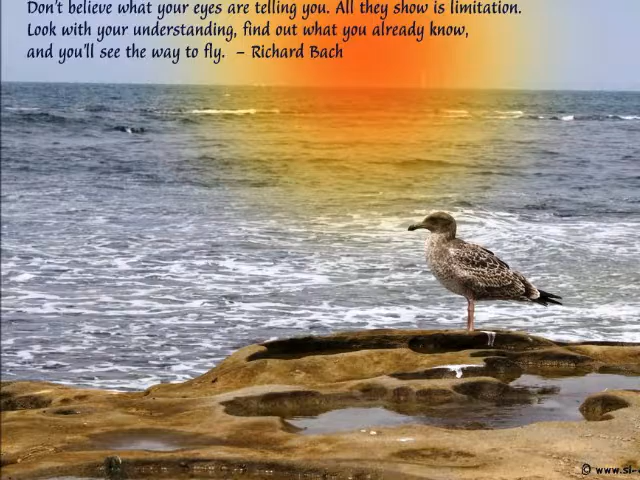 Don't believe what your eyes are telling you. All they show is limitation.
Look with your understanding, find out what you already know,
and you'll see the way to fly. – Richard Bach
© www.si-